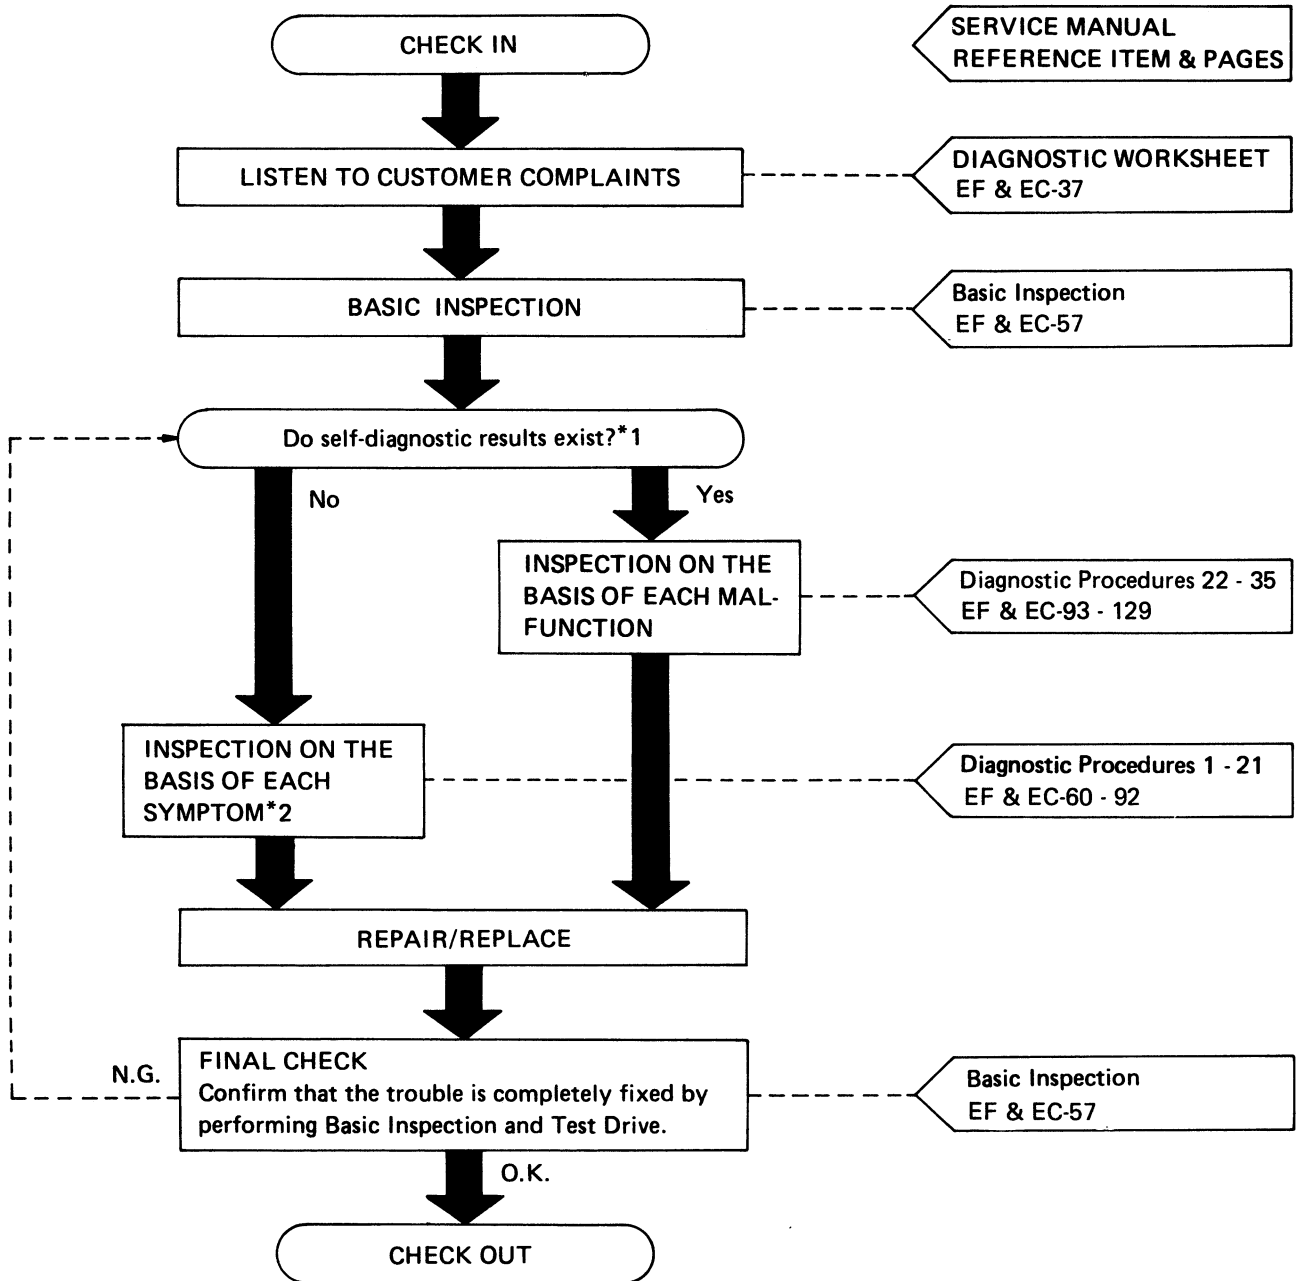 CHECK IN
SERVICE MANUAL
REFERENCE ITEM & PAGES
LISTEN TO CUSTOMER COMPLAINTS
DIAGNOSTIC WORKSHEET
EF & EC-37
BASIC INSPECTION
Basic Inspection
EF & EC-57
Do self-diagnostic results exist?*1
No
Yes
INSPECTION ON THE
BASIS OF EACH MAL-
FUNCTION
Diagnostic Procedures 22 - 35
EF & EC-93 - 129
INSPECTION ON THE
BASIS OF EACH
SYMPTOM*2
Diagnostic Procedures 1 - 21
EF & EC-60 - 92
REPAIR/REPLACE
N.G.
FINAL CHECK
Confirm that the trouble is completely fixed by
performing Basic Inspection and Test Drive.
Basic Inspection
EF & EC-57
O.K.
CHECK OUT